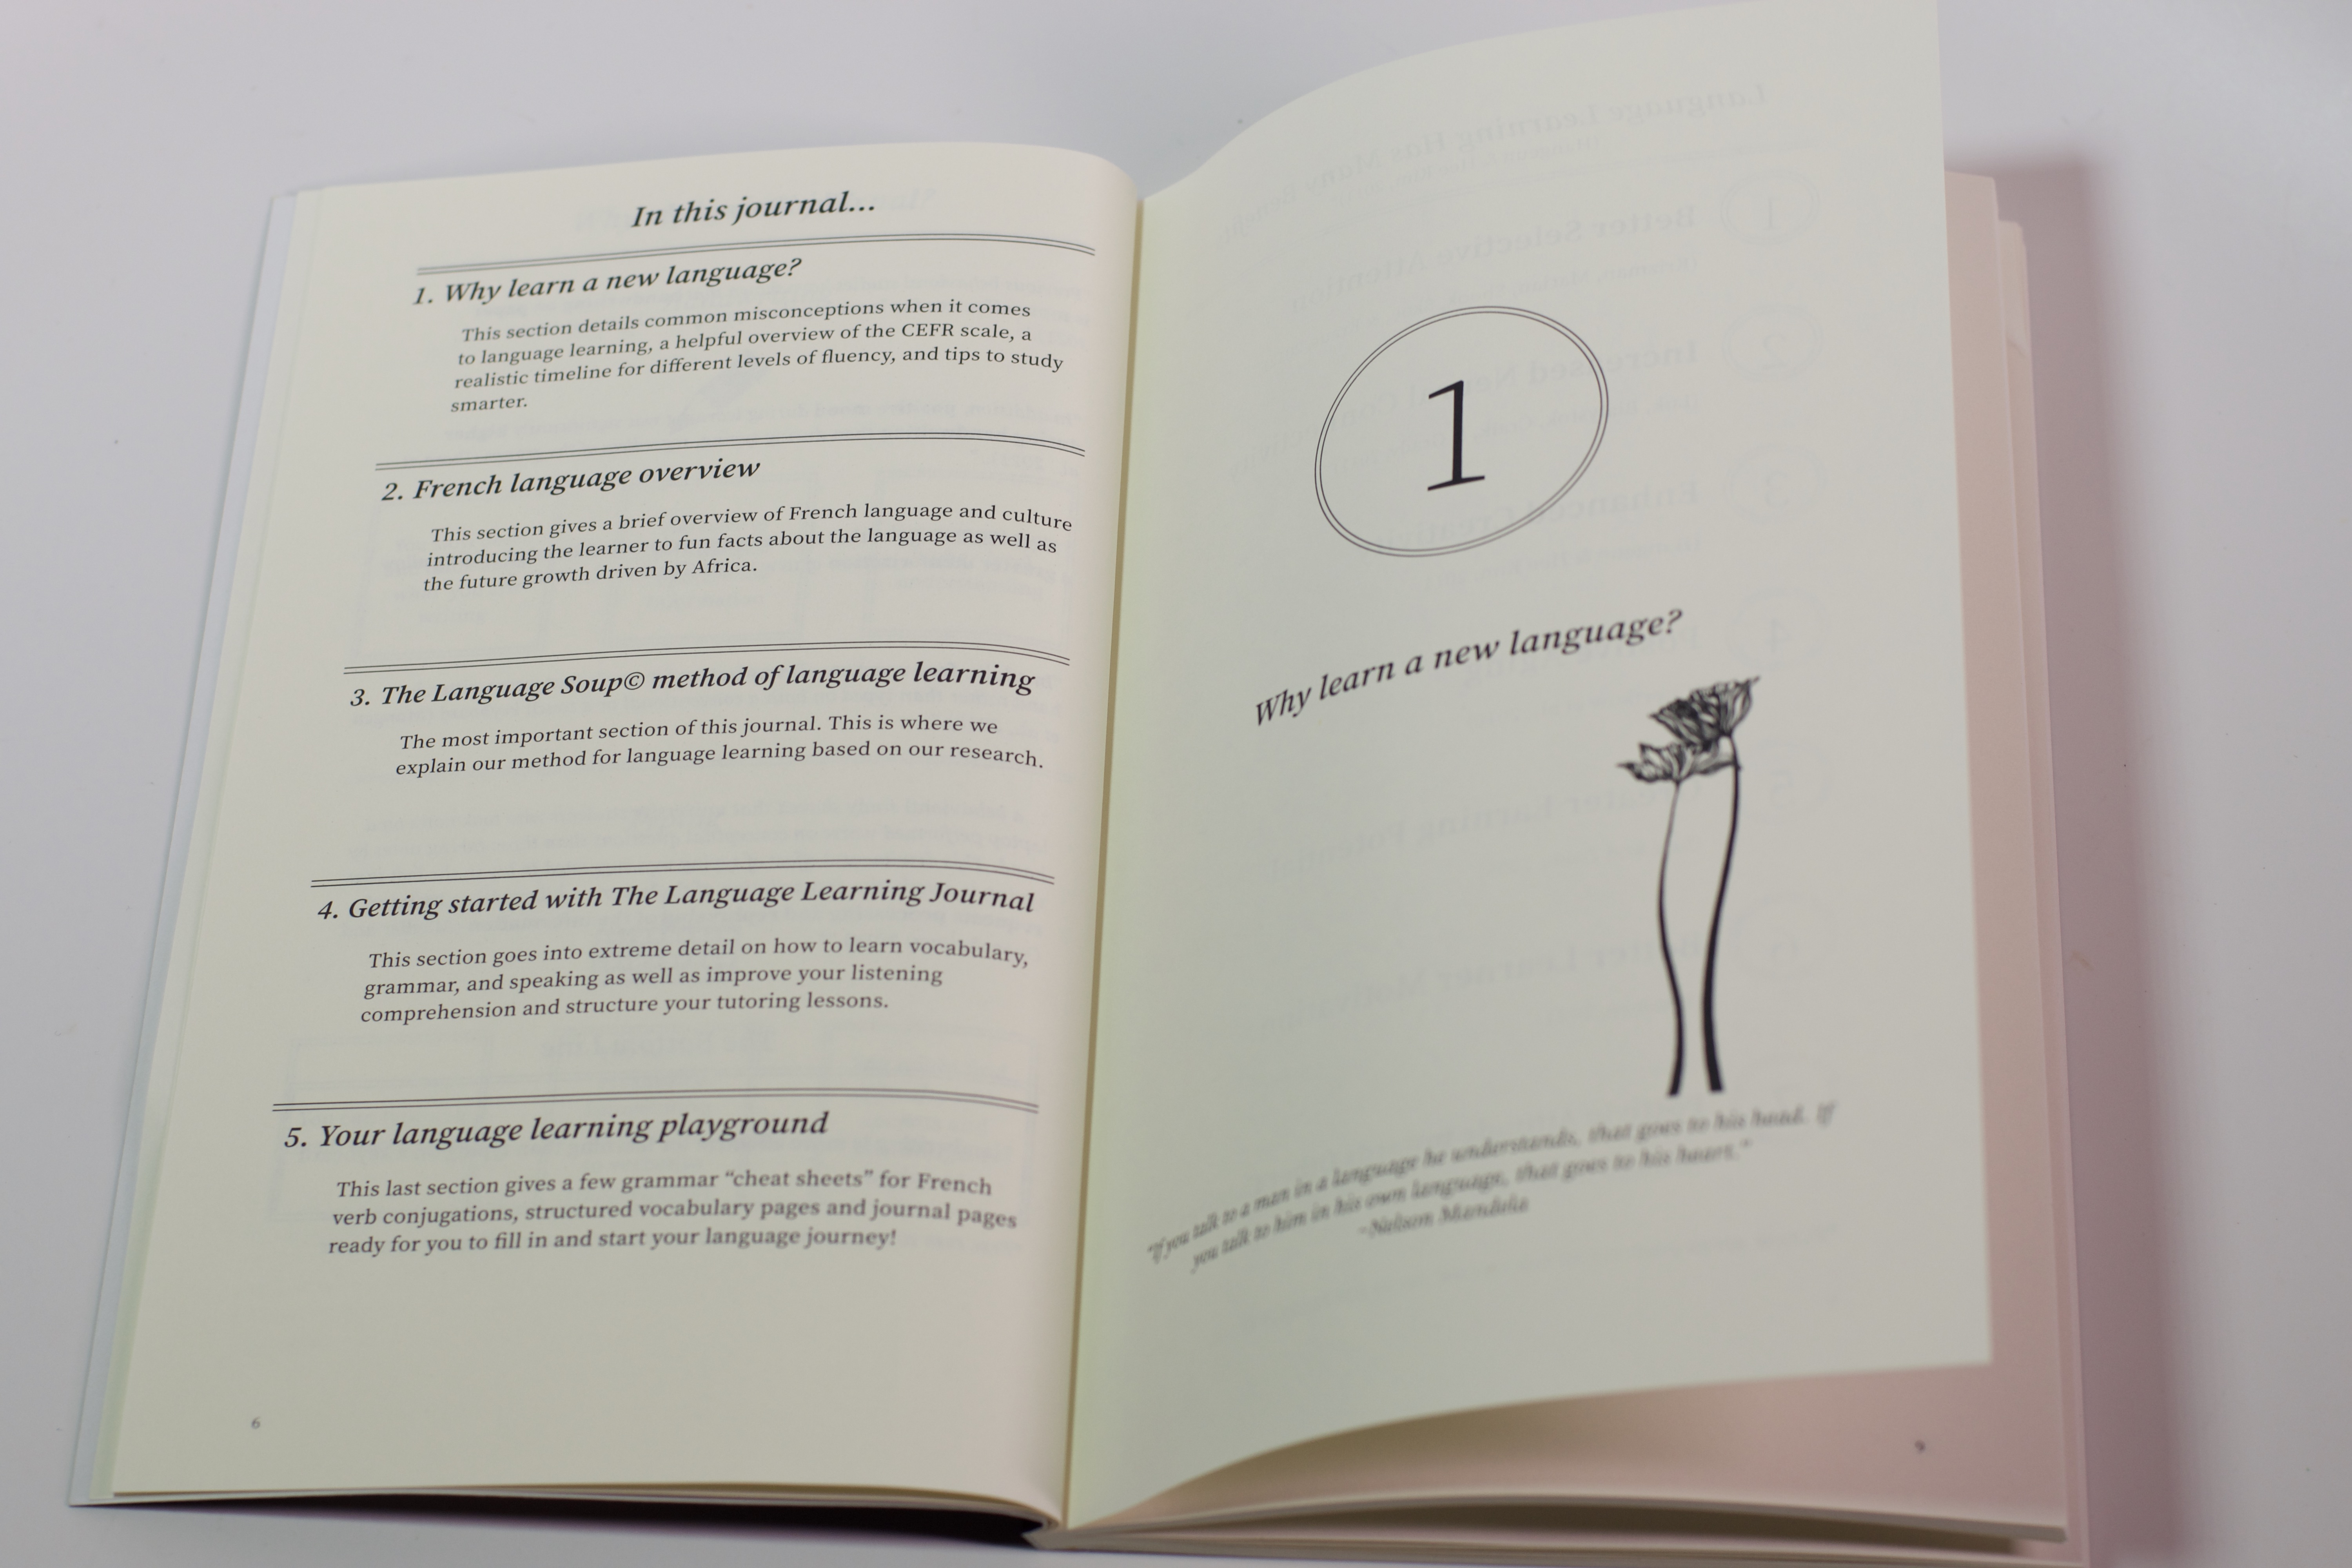 In this journal...
1. Why learn a new language?
This section details common misconceptions when it comes
to language learning, a helpful overview of the CEFR scale, a
realistic timeline for different levels of fluency, and tips to study
smarter.
2. French language overview
This section gives a brief overview of French language and culture
introducing the learner to fun facts about the language as well as
the future growth driven by Africa.
3. The Language Soup© method of language learning
The most important section of this journal. This is where we
explain our method for language learning based on our research.
4. Getting started with The Language Learning Journal
This section goes into extreme detail on how to learn vocabulary,
grammar, and speaking as well as improve your listening
comprehension and structure your tutoring lessons.
5. Your language learning playground
This last section gives a few grammar “cheat sheets” for French
verb conjugations, structured vocabulary pages and journal pages
ready for you to fill in and start your language journey!
6
1
Why learn a new language?
“If you talk to a man in a language he understands, that goes to his head. If
you talk to him in his own language, that goes to his heart.”
-Nelson Mandela
9